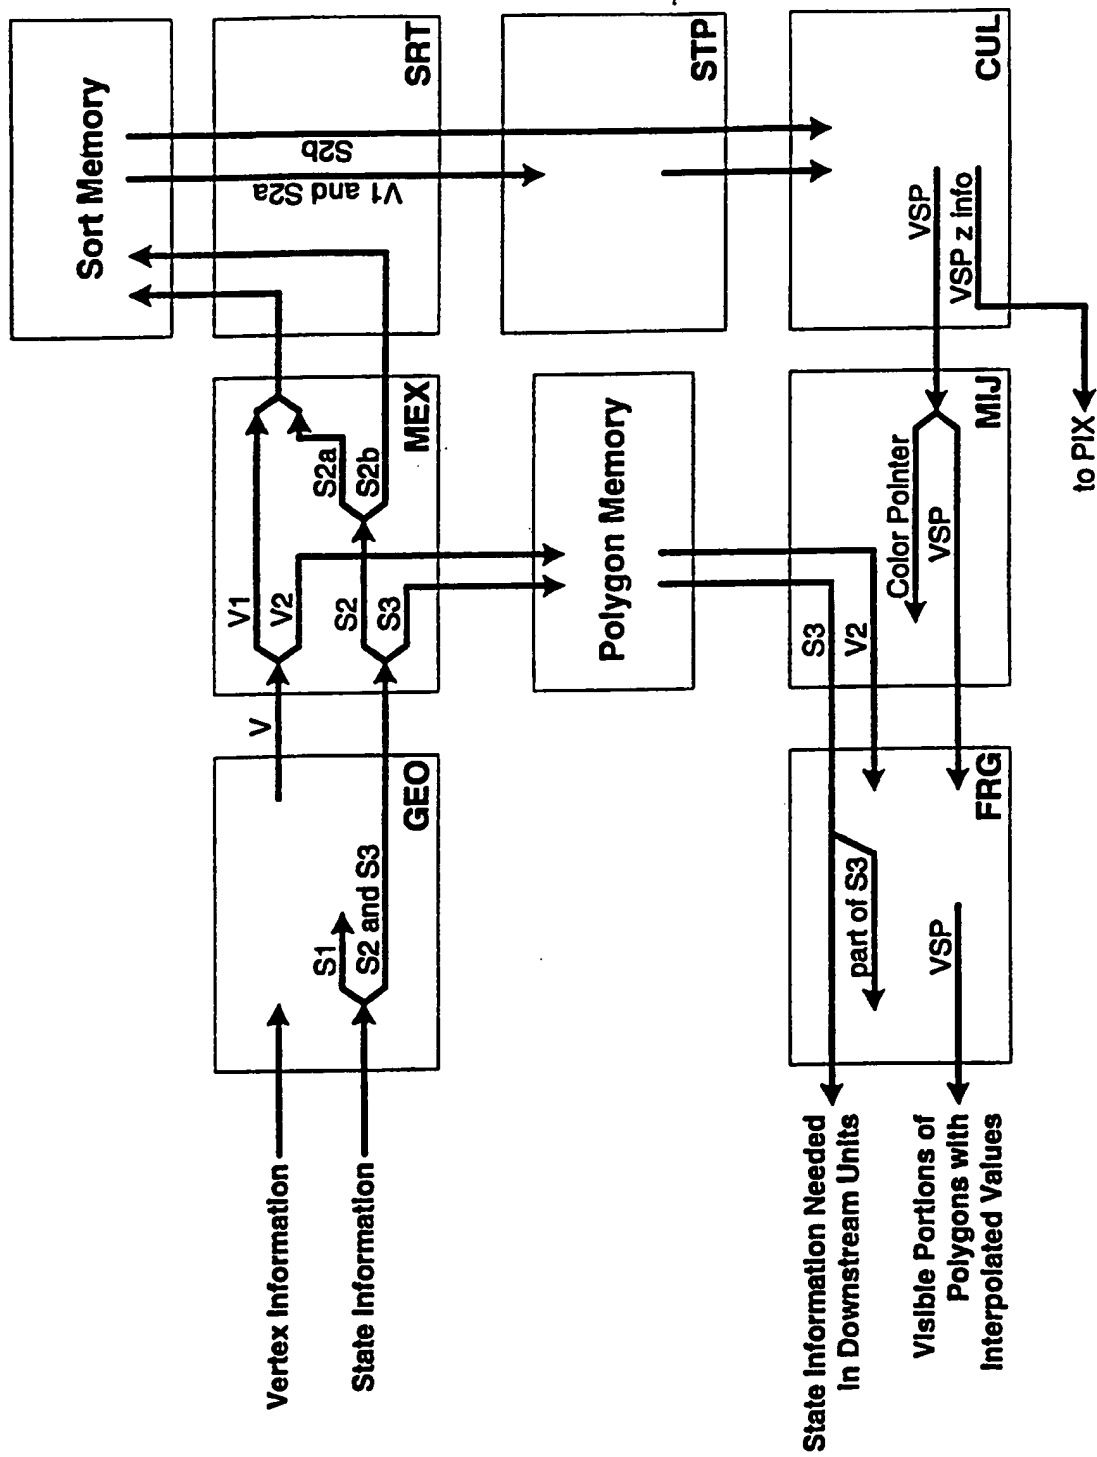 Vertex Information
State Information
GEO
S1
S2 and S3
V
MEX
V1
V2
S2
S3
S2a
S2b
Sort Memory
SRT
V1 and S2a
S2b
STP
CUL
VSP
VSP z info
to PIX
Polygon Memory
MIJ
Color Pointer
VSP
S3
V2
FRG
part of S3
VSP
State Information Needed
in Downstream Units
Visible Portions of
Polygons with
Interpolated Values